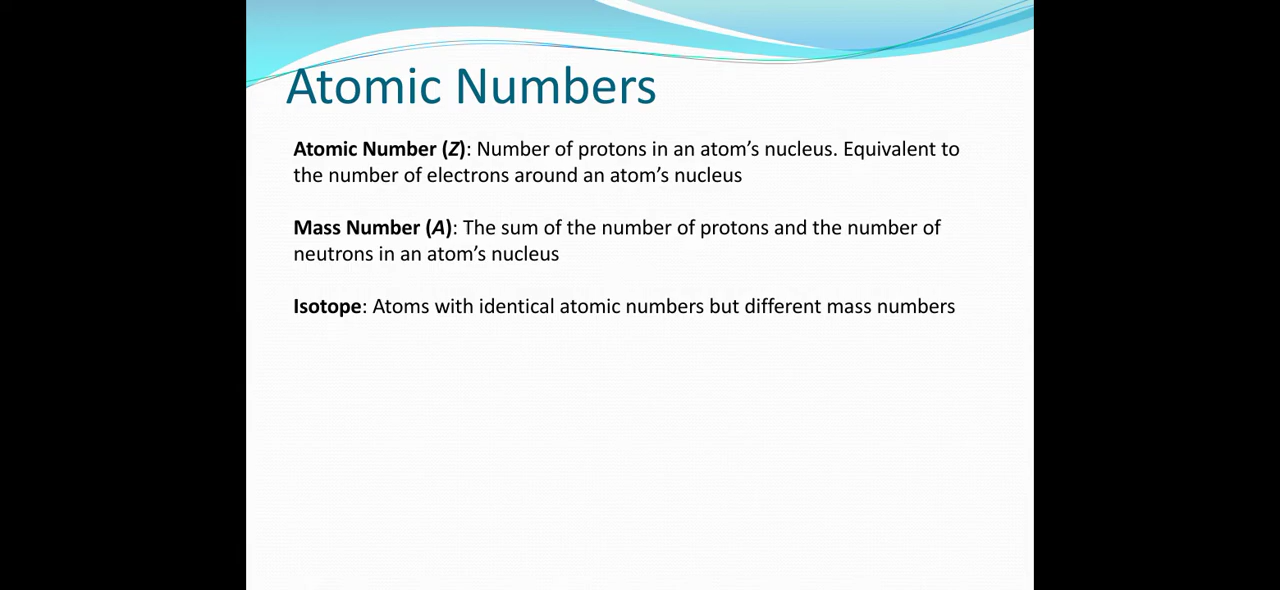 Atomic Numbers
Atomic Number (Z): Number of protons in an atom’s nucleus. Equivalent to
the number of electrons around an atom’s nucleus
Mass Number (A): The sum of the number of protons and the number of
neutrons in an atom’s nucleus
Isotope: Atoms with identical atomic numbers but different mass numbers